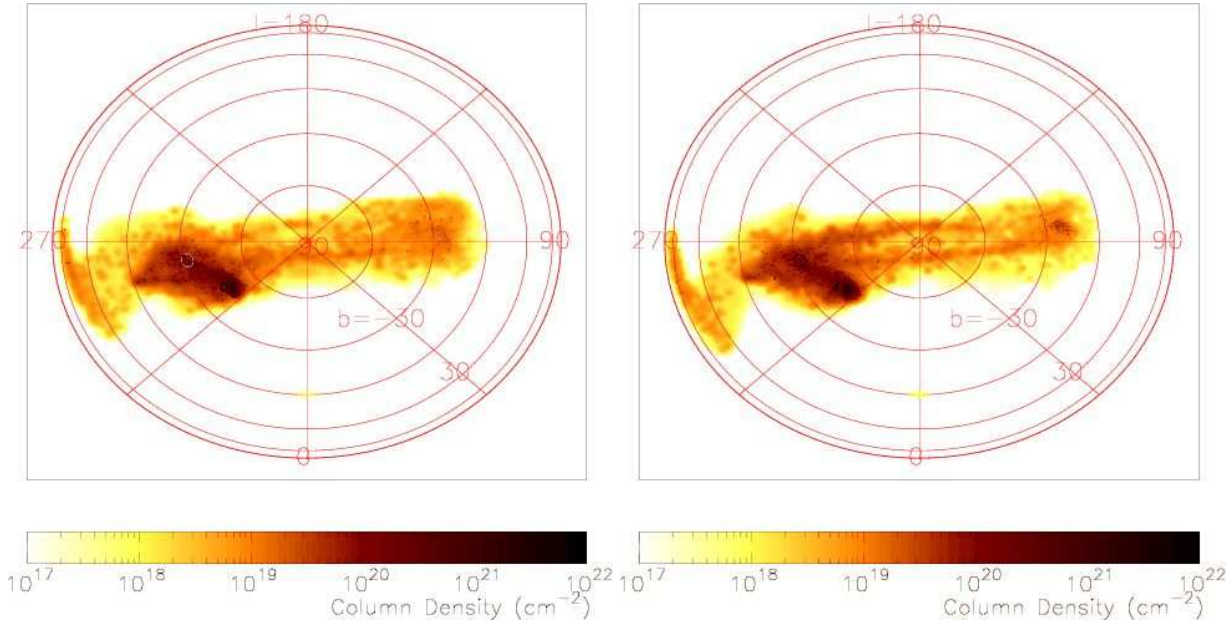 l=180 l=180
270 90 90 270 90 90
b=−30 b=−30
30 30
0 0
10^17 10^18 10^19 10^20 10^21 10^22 10^17 10^18 10^19 10^20 10^21 10^22
Column Density (cm^−2) Column Density (cm^−2)